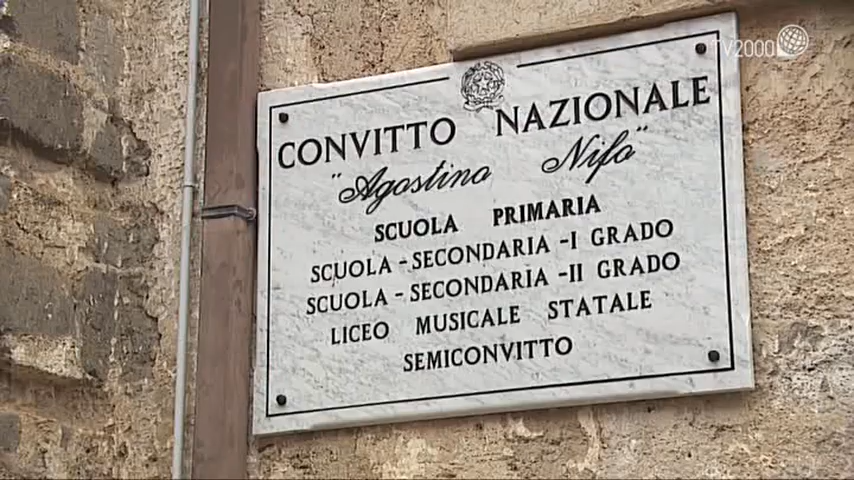 TV2000
CONVITTO NAZIONALE
"Agostino Nifo"
SCUOLA PRIMARIA
SCUOLA - SECONDARIA - I GRADO
SCUOLA - SECONDARIA - II GRADO
LICEO MUSICALE STATALE
SEMICONVITTO